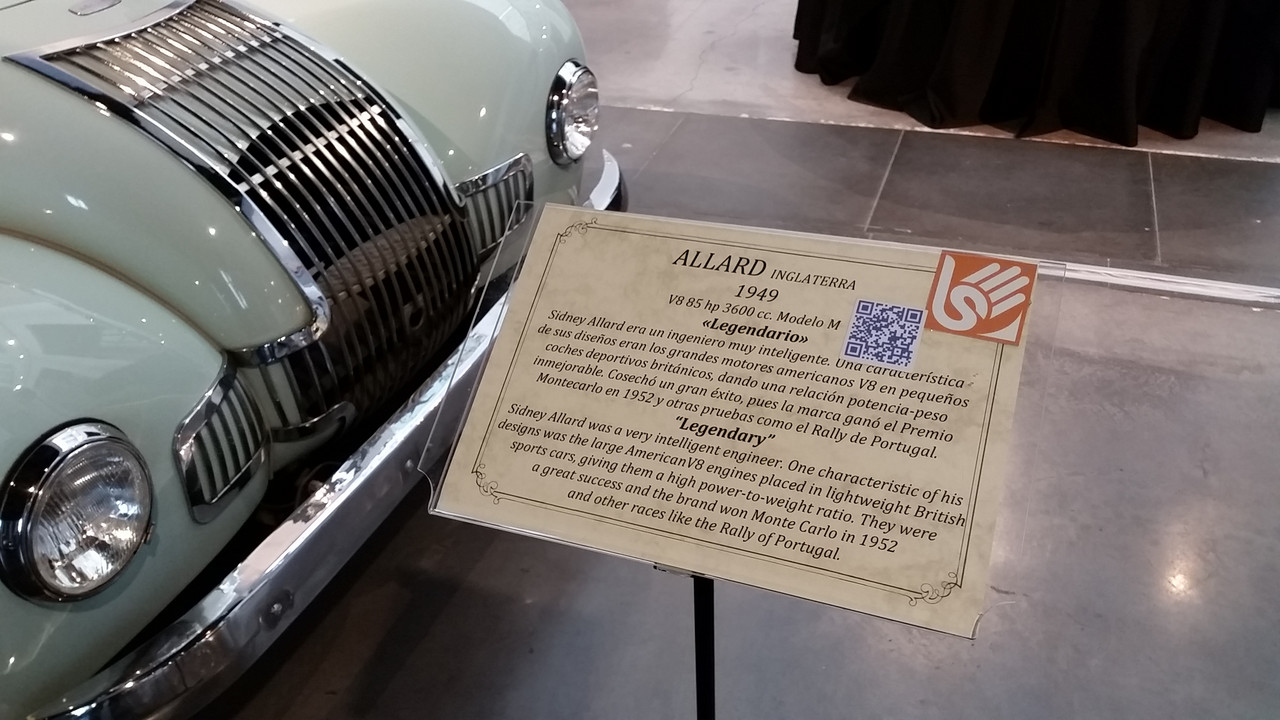 ALLARD INGLATERRA
1949
V8 85 hp 3600 cc. Modelo M
«Legendario»
Sidney Allard era un ingeniero muy inteligente. Una característica
de sus diseños eran los grandes motores americanos V8 en pequeños
coches deportivos británicos, dando una relación potencia-peso
inmejorable. Cosechó un gran éxito, pues la marca ganó el Premio
Montecarlo en 1952 y otras pruebas como el Rally de Portugal.
"Legendary"
Sidney Allard was a very intelligent engineer. One characteristic of his
designs was the large AmericanV8 engines placed in lightweight British
sports cars, giving them a high power-to-weight ratio. They were
a great success and the brand won Monte Carlo in 1952
and other races like the Rally of Portugal.